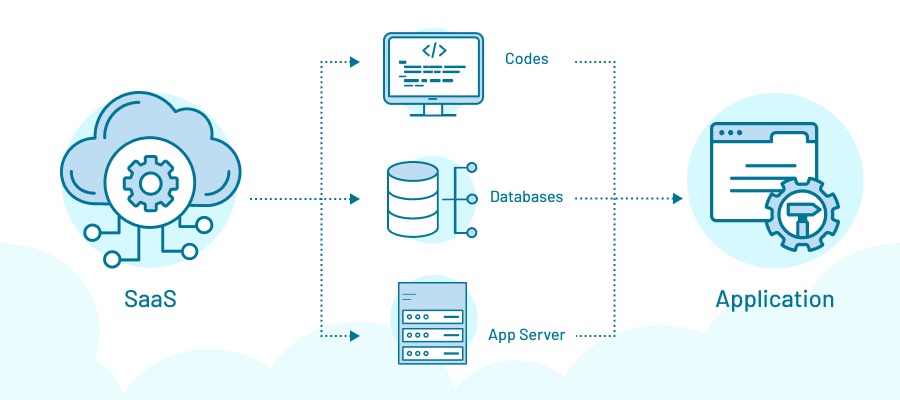 SaaS
Codes
Databases
App Server
Application